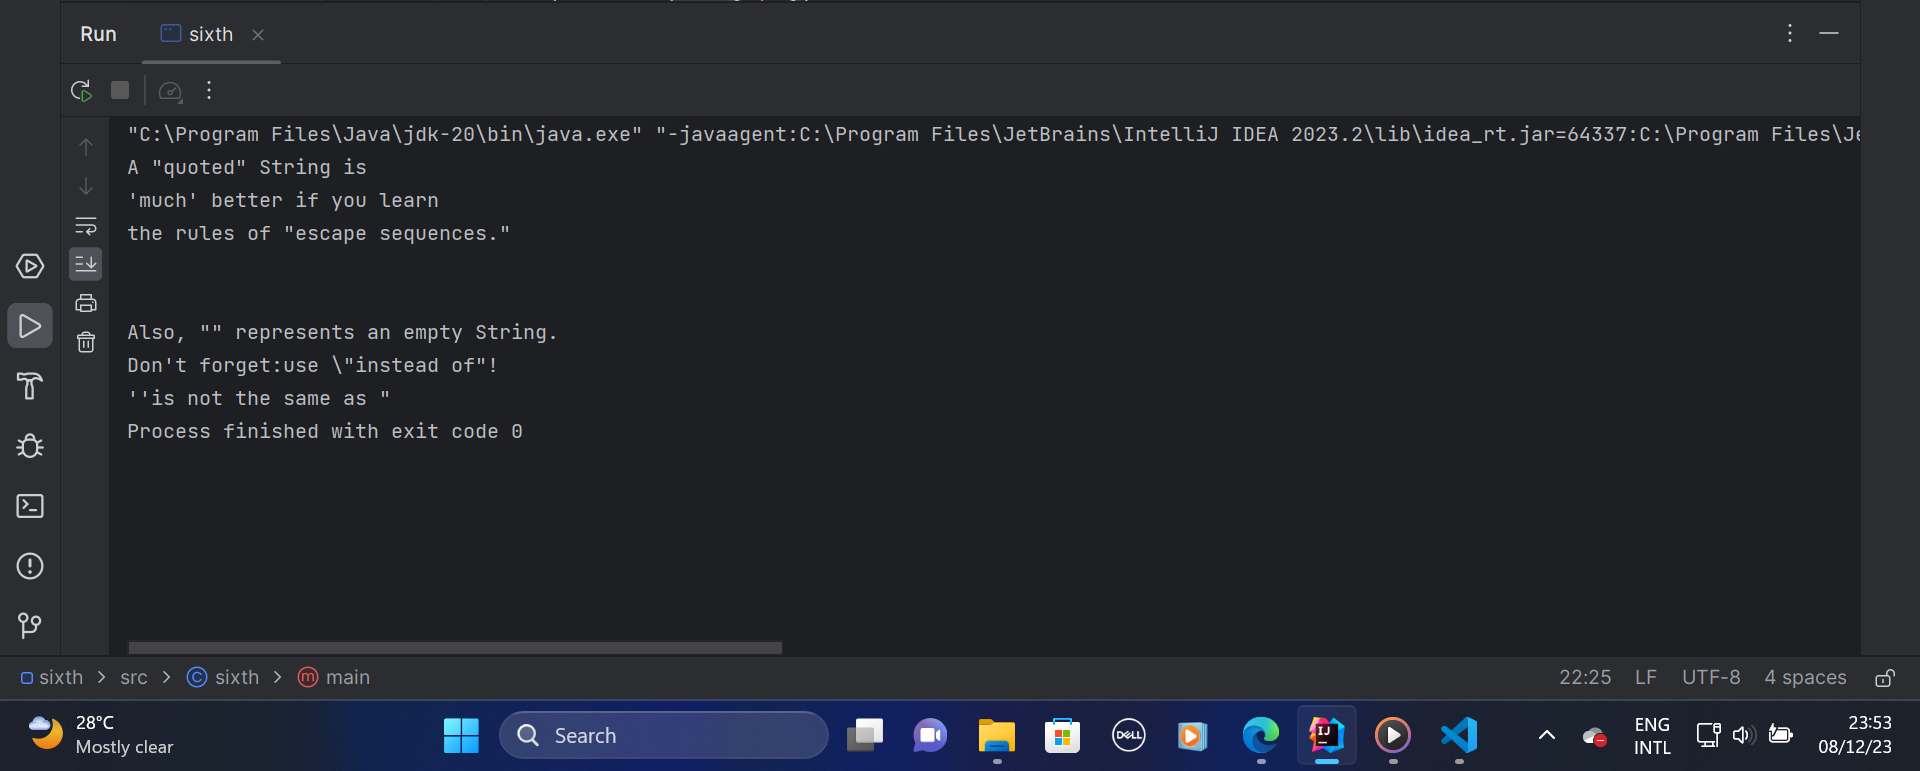 Run sixth
"C:\Program Files\Java\jdk-20\bin\java.exe" "-javaagent:C:\Program Files\JetBrains\IntelliJ IDEA 2023.2\lib\idea_rt.jar=64337:C:\Program Files\Je
A "quoted" String is
'much' better if you learn
the rules of "escape sequences."
Also, "" represents an empty String.
Don't forget:use \"instead of"!
''is not the same as "
Process finished with exit code 0
sixth > src > C sixth > m main 22:25 LF UTF-8 4 spaces
28°C
Mostly clear
Search
DELL
IJ
ENG
INTL
23:53
08/12/23